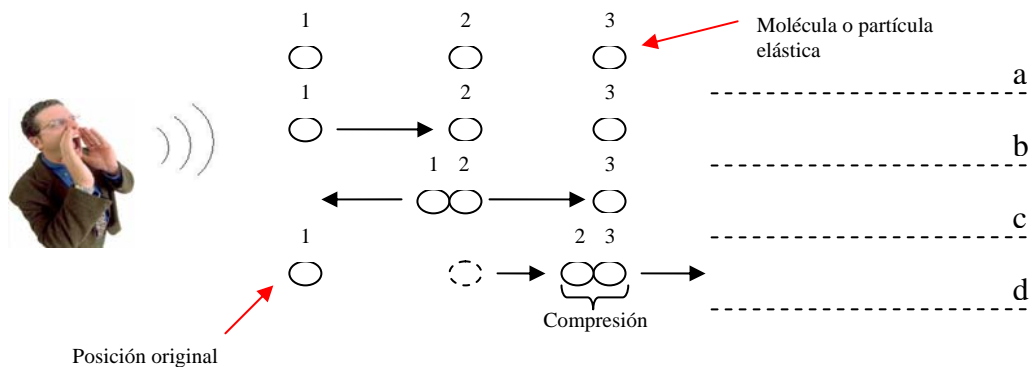 1 2 3
Molécula o partícula
elástica
a
1 2 3
b
1 2 3
c
1 2 3
d
Compresión
Posición original